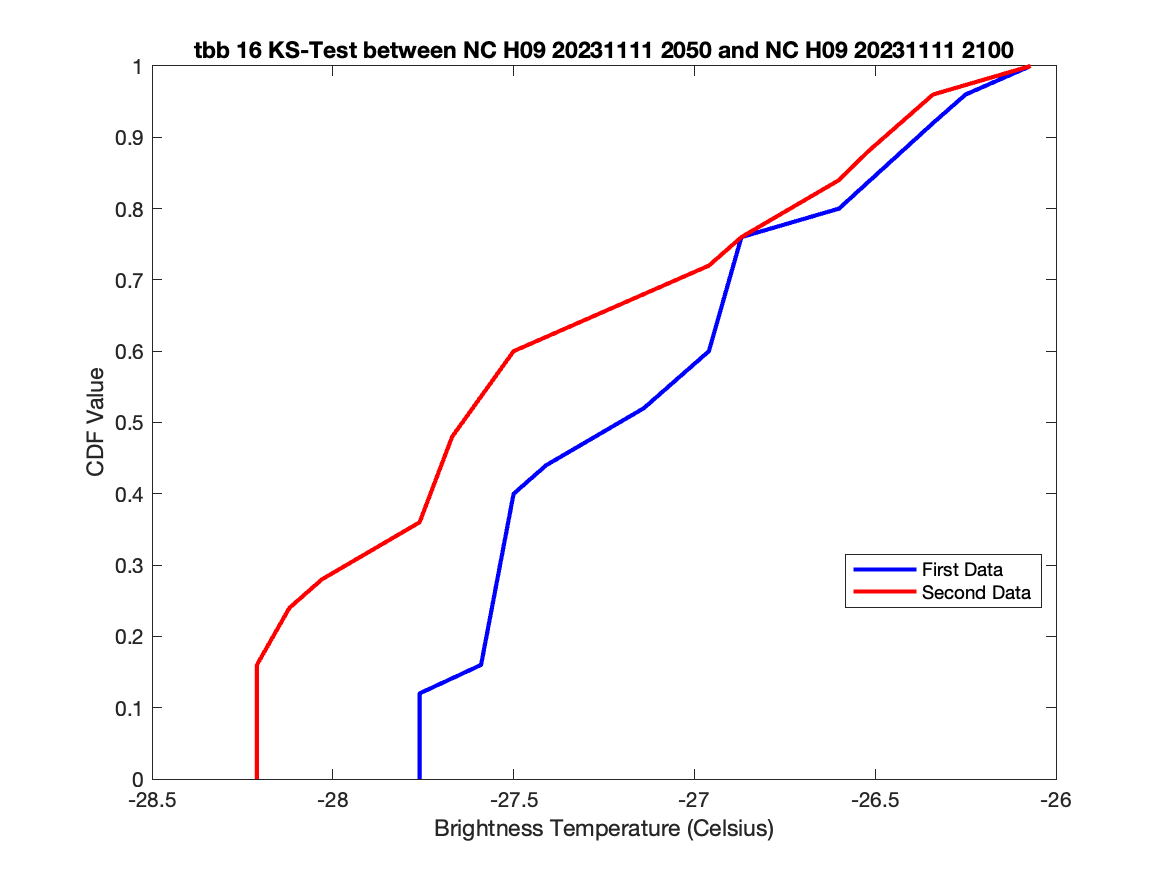 tbb 16 KS-Test between NC H09 20231111 2050 and NC H09 20231111 2100
1
0.9
0.8
0.7
0.6
0.5
0.4
0.3
0.2
0.1
0
CDF Value
First Data
Second Data
-28.5 -28 -27.5 -27 -26.5 -26
Brightness Temperature (Celsius)